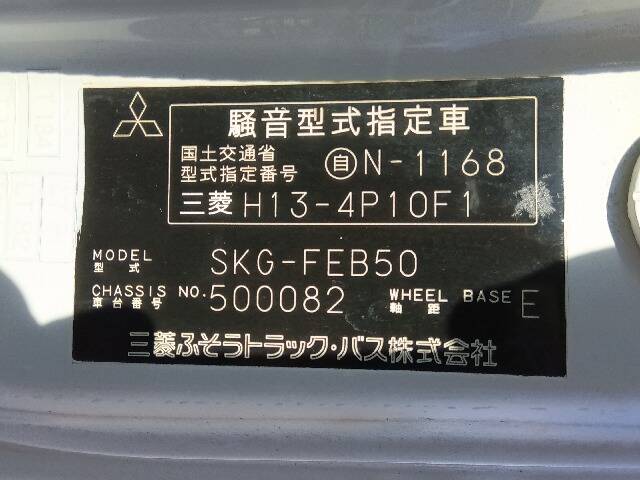 騒音型式指定車
国土交通省
型式指定番号
自 N-1168
三菱 H13-4P10F1
MODEL
型式
SKG-FEB50
CHASSIS NO.
車台番号
500082
WHEEL BASE
軸距
E
三菱ふそうトラック・バス株式会社